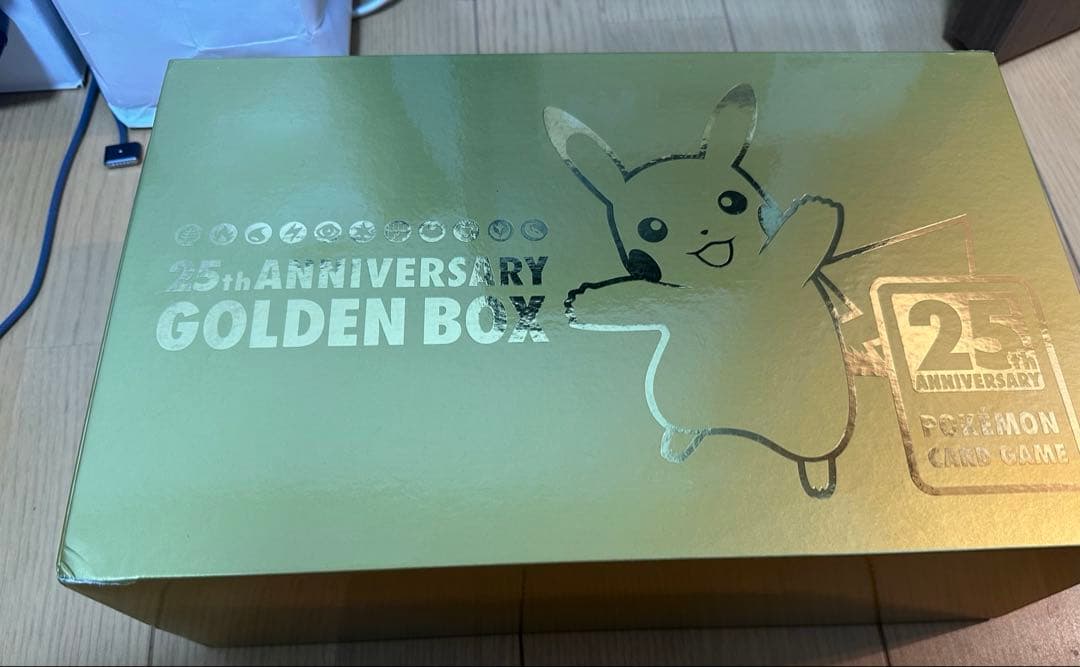 25th ANNIVERSARY
GOLDEN BOX
25th
ANNIVERSARY
POKÉMON
CARD GAME